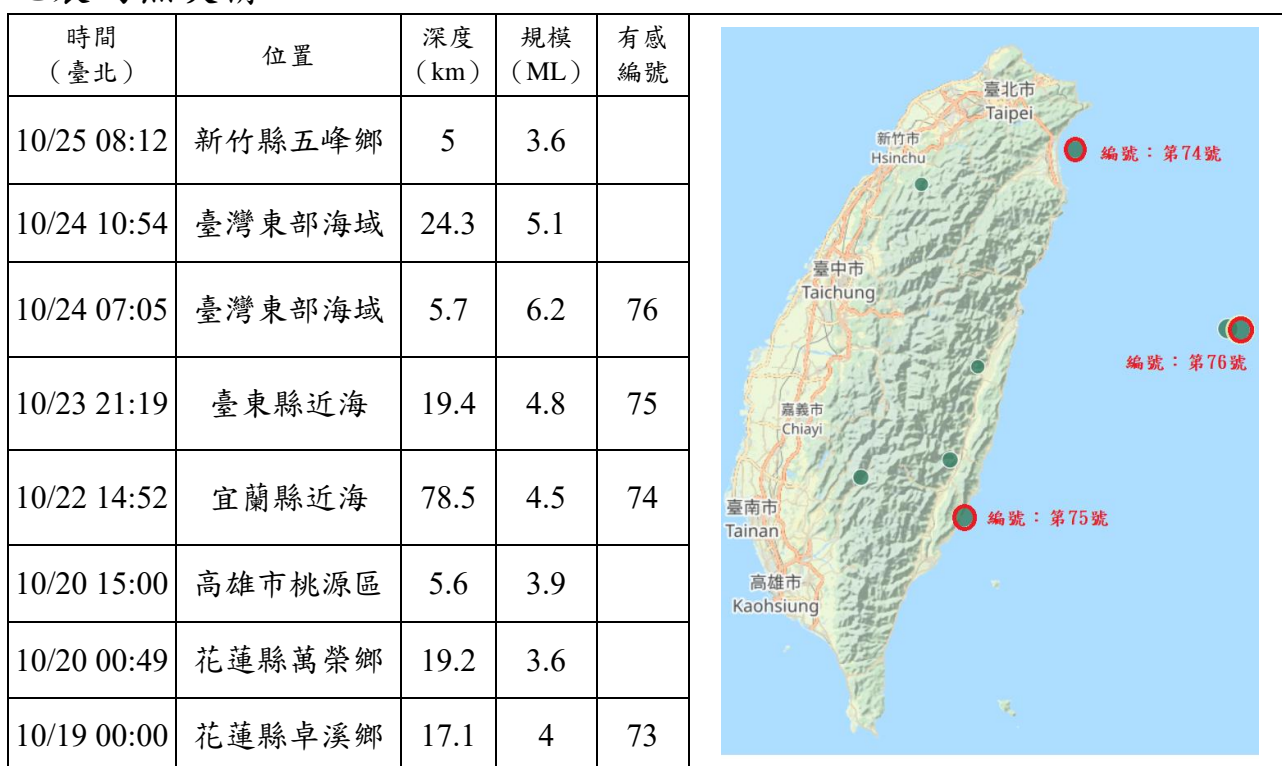 時間
（臺北）
位置
深度
（km）
規模
（ML）
有感
編號
10/25 08:12 新竹縣五峰鄉 5 3.6
10/24 10:54 臺灣東部海域 24.3 5.1
10/24 07:05 臺灣東部海域 5.7 6.2 76
10/23 21:19 臺東縣近海 19.4 4.8 75
10/22 14:52 宜蘭縣近海 78.5 4.5 74
10/20 15:00 高雄市桃源區 5.6 3.9
10/20 00:49 花蓮縣萬榮鄉 19.2 3.6
10/19 00:00 花蓮縣卓溪鄉 17.1 4 73
臺北市
Taipei
新竹市
Hsinchu
編號：第74號
臺中市
Taichung
編號：第76號
嘉義市
Chiayi
臺南市
Tainan
編號：第75號
高雄市
Kaohsiung